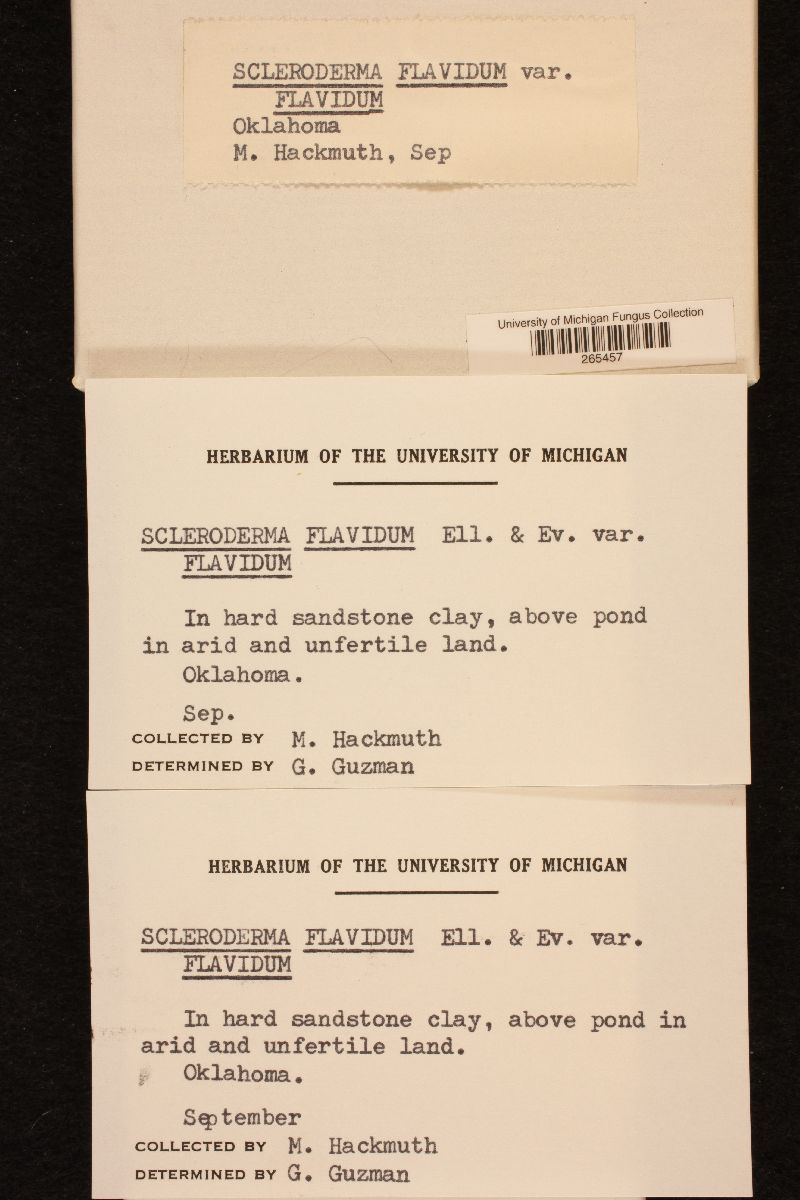 SCLERODERMA FLAVIDUM var.
FLAVIDUM
Oklahoma
M. Hackmuth, Sep
University of Michigan Fungus Collection
265457
HERBARIUM OF THE UNIVERSITY OF MICHIGAN
SCLERODERMA FLAVIDUM Ell. & Ev. var.
FLAVIDUM
In hard sandstone clay, above pond
in arid and unfertile land.
Oklahoma.
Sep.
COLLECTED BY M. Hackmuth
DETERMINED BY G. Guzman
HERBARIUM OF THE UNIVERSITY OF MICHIGAN
SCLERODERMA FLAVIDUM Ell. & Ev. var.
FLAVIDUM
In hard sandstone clay, above pond in
arid and unfertile land.
Oklahoma.
September
COLLECTED BY M. Hackmuth
DETERMINED BY G. Guzman